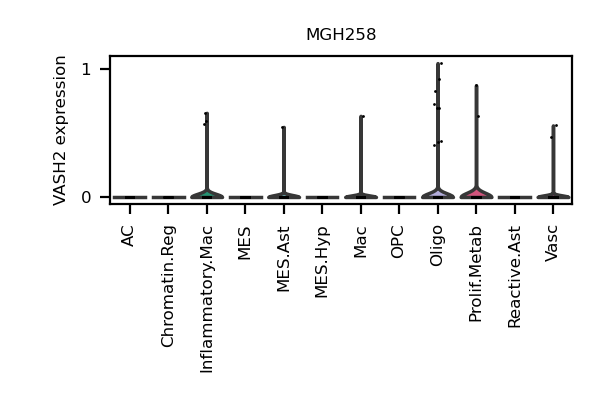 MGH258
VASH2 expression
1
0
AC
Chromatin.Reg
Inflammatory.Mac
MES
MES.Ast
MES.Hyp
Mac
OPC
Oligo
Prolif.Metab
Reactive.Ast
Vasc